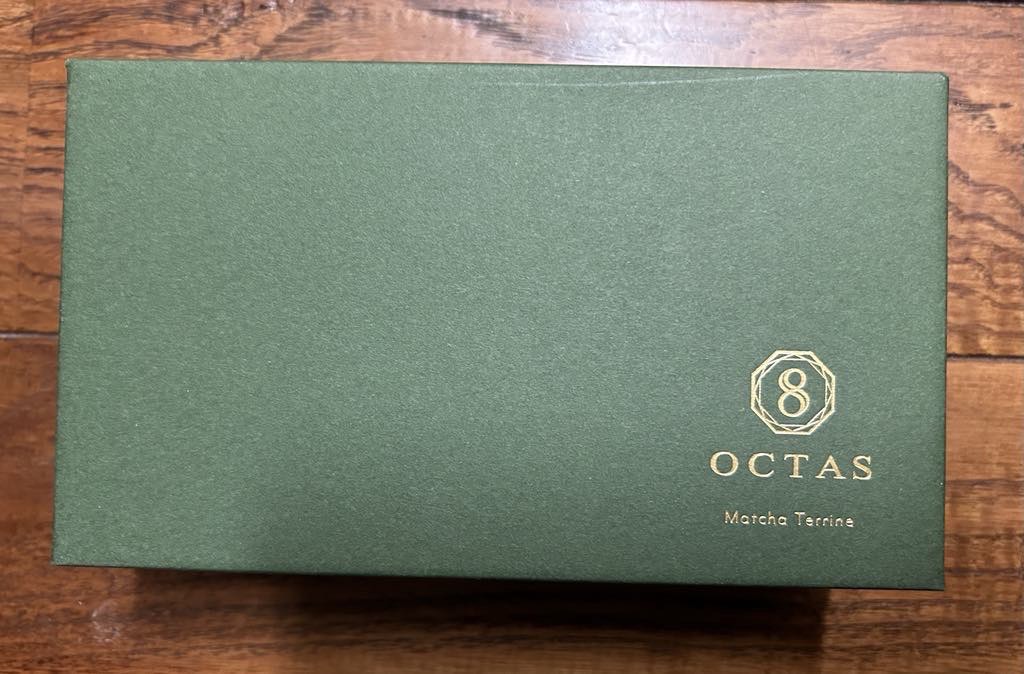 8
OCTAS
Matcha Terrine